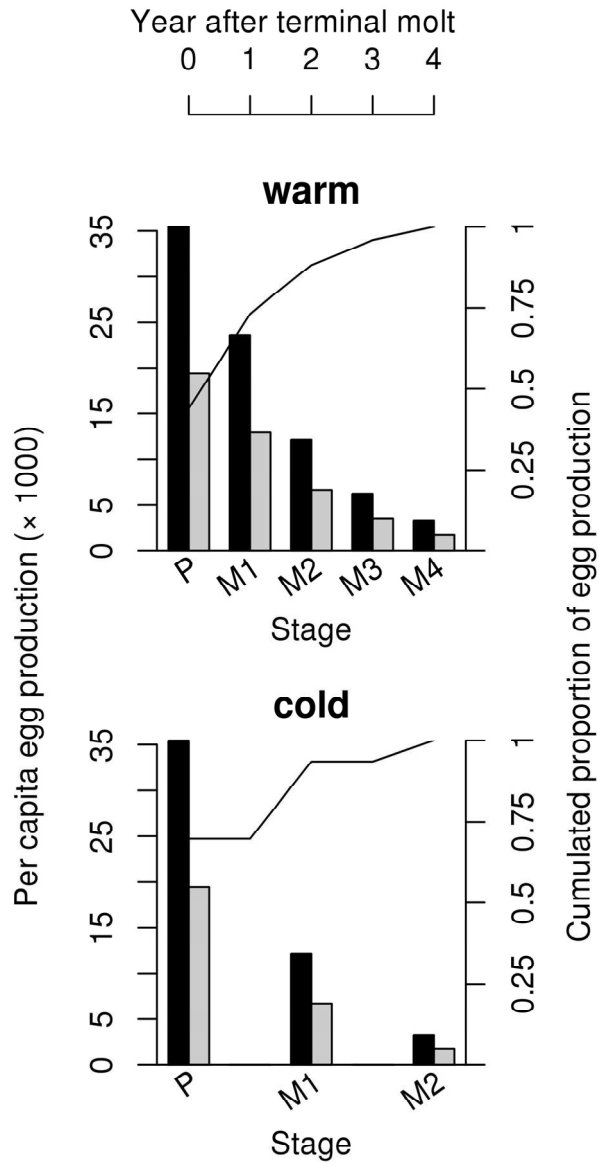 Year after terminal molt
0 1 2 3 4
warm
35
25
15
5
0
1
0.75
0.5
0.25
P M1 M2 M3 M4
Stage
Per capita egg production (× 1000)
Cumulated proportion of egg production
cold
35
25
15
5
0
1
0.75
0.5
0.25
P M1 M2
Stage